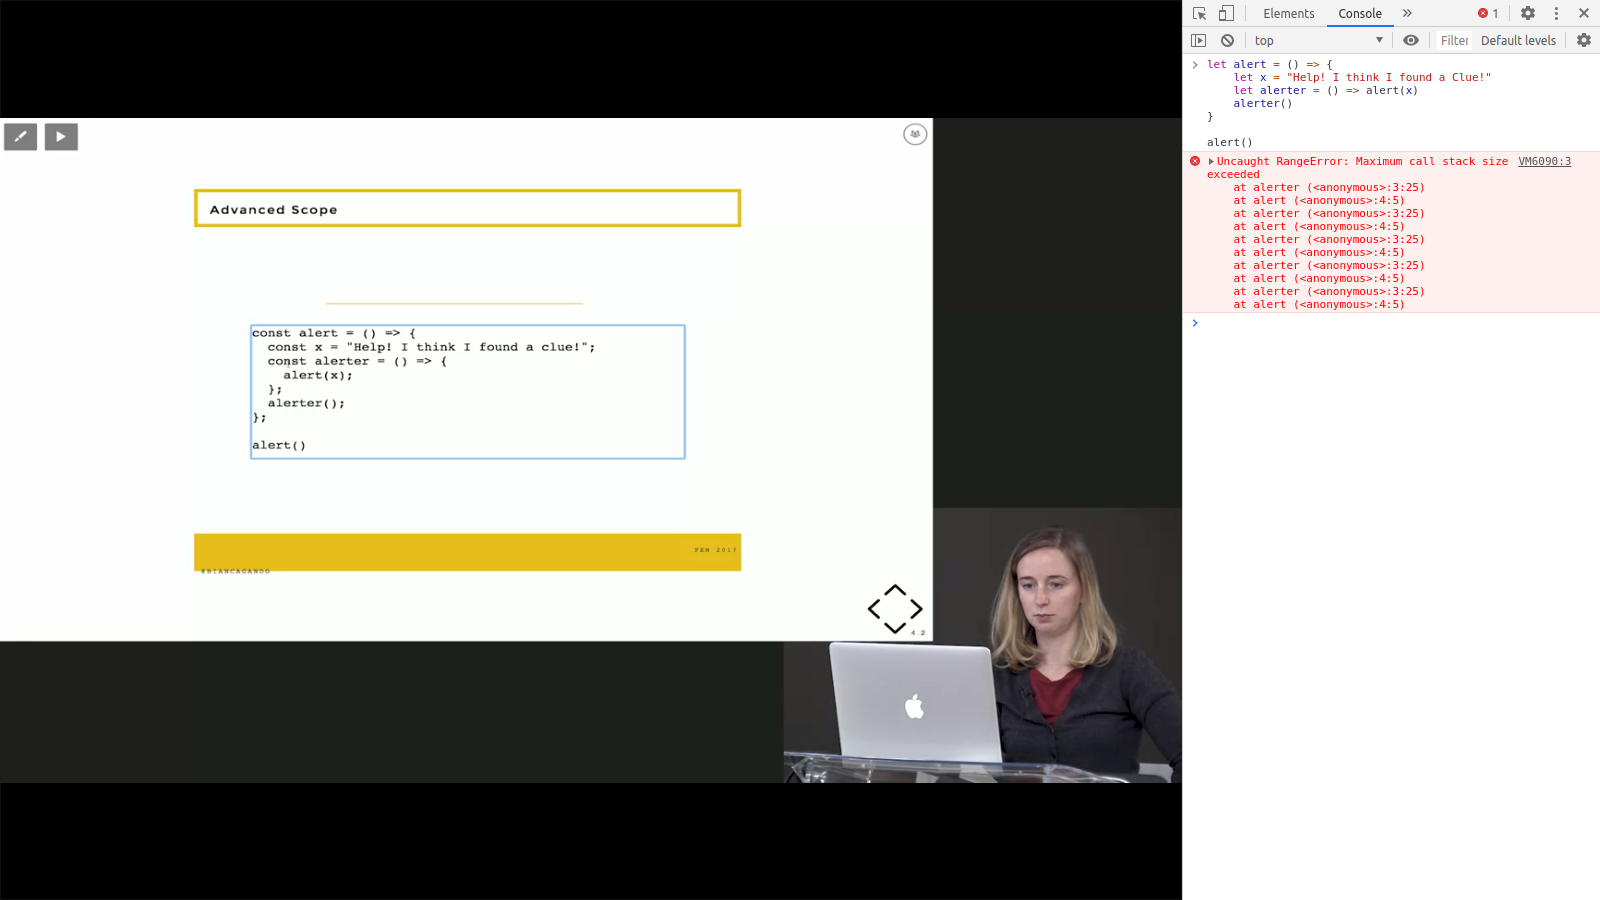 Advanced Scope
const alert = () => {
  const x = "Help! I think I found a clue!";
  const alerter = () => {
    alert(x);
  };
  alerter();
};
alert()
FEM 2017
@BIANCAGANDO
4.2
Elements Console » 1
top Filter Default levels
let alert = () => {
    let x = "Help! I think I found a Clue!"
    let alerter = () => alert(x)
    alerter()
}
alert()
Uncaught RangeError: Maximum call stack size VM6090:3
exceeded
    at alerter (<anonymous>:3:25)
    at alert (<anonymous>:4:5)
    at alerter (<anonymous>:3:25)
    at alert (<anonymous>:4:5)
    at alerter (<anonymous>:3:25)
    at alert (<anonymous>:4:5)
    at alerter (<anonymous>:3:25)
    at alert (<anonymous>:4:5)
    at alerter (<anonymous>:3:25)
    at alert (<anonymous>:4:5)